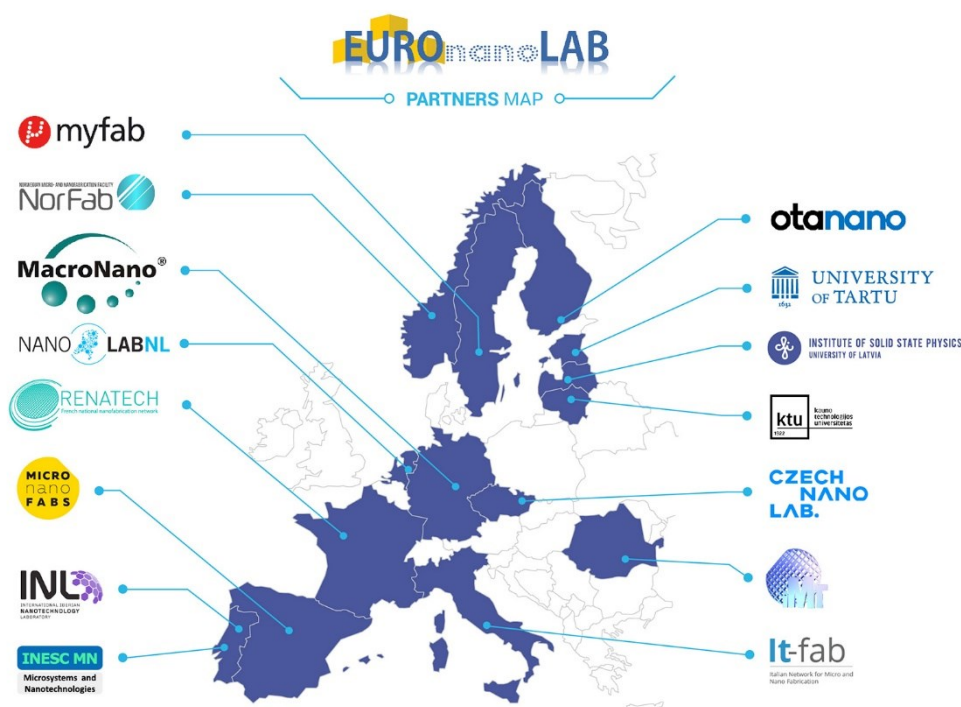 EUROnanoLAB
PARTNERS MAP
μ myfab
NORWEGIAN MICRO- AND NANOFABRICATION FACILITY
NorFab
MacroNano®
NANO LABNL
RENATECH
French national nanofabrication network
MICRO
nano
FABS
INL
INTERNATIONAL IBERIAN
NANOTECHNOLOGY
LABORATORY
INESC MN
Microsystems and
Nanotechnologies
otanano
UNIVERSITY
OF TARTU
1632
INSTITUTE OF SOLID STATE PHYSICS
UNIVERSITY OF LATVIA
ktu
1922
kauno
technologijos
universitetas
CZECH
NANO
LAB.
It-fab
Italian Network for Micro and
Nano Fabrication